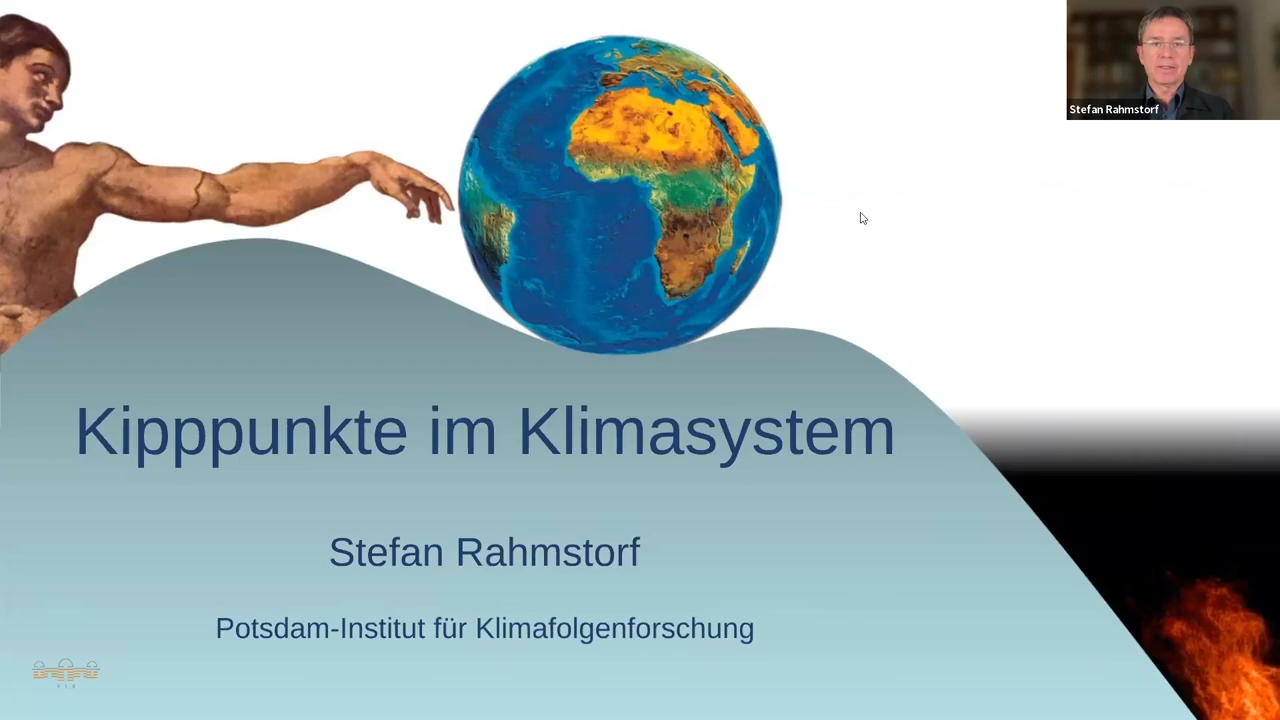 Stefan Rahmstorf
Kipppunkte im Klimasystem
Stefan Rahmstorf
Potsdam-Institut für Klimafolgenforschung